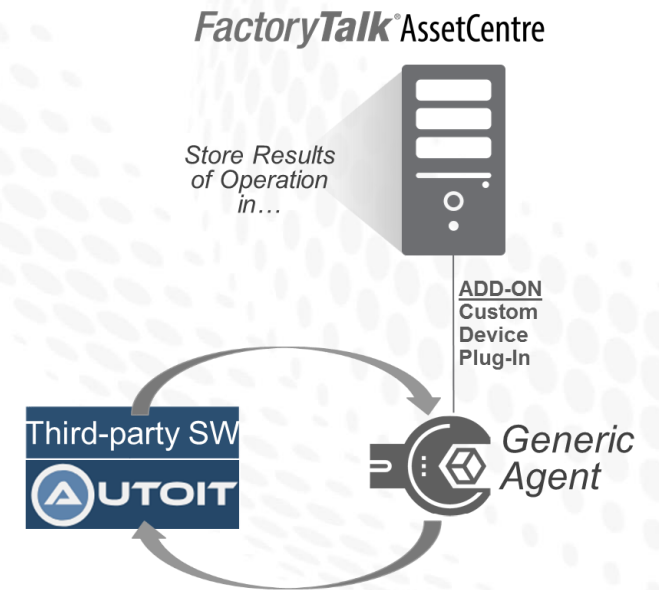 FactoryTalk® AssetCentre
Store Results
of Operation
in...
ADD-ON
Custom
Device
Plug-In
Third-party SW
AUTOIT
Generic
Agent